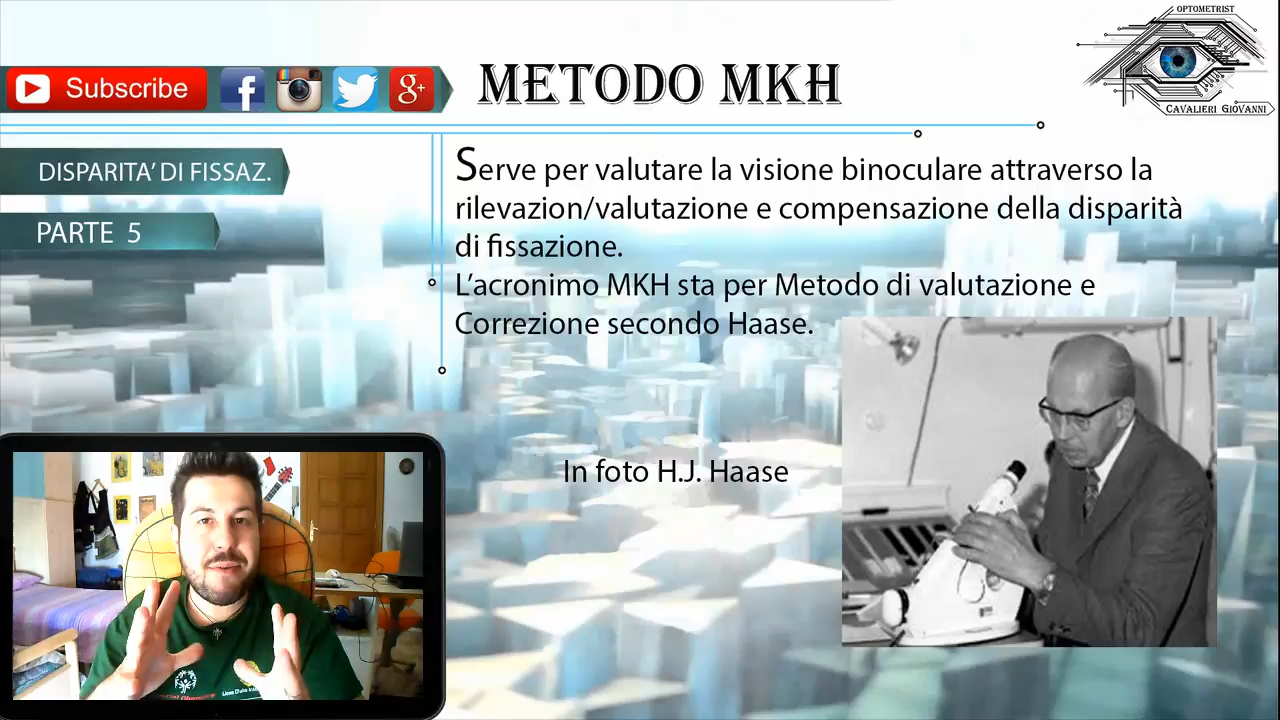 OPTOMETRIST
CAVALIERI GIOVANNI
Subscribe
METODO MKH
DISPARITA' DI FISSAZ.
PARTE 5
Serve per valutare la visione binoculare attraverso la
rilevazion/valutazione e compensazione della disparità
di fissazione.
L'acronimo MKH sta per Metodo di valutazione e
Correzione secondo Haase.
In foto H.J. Haase